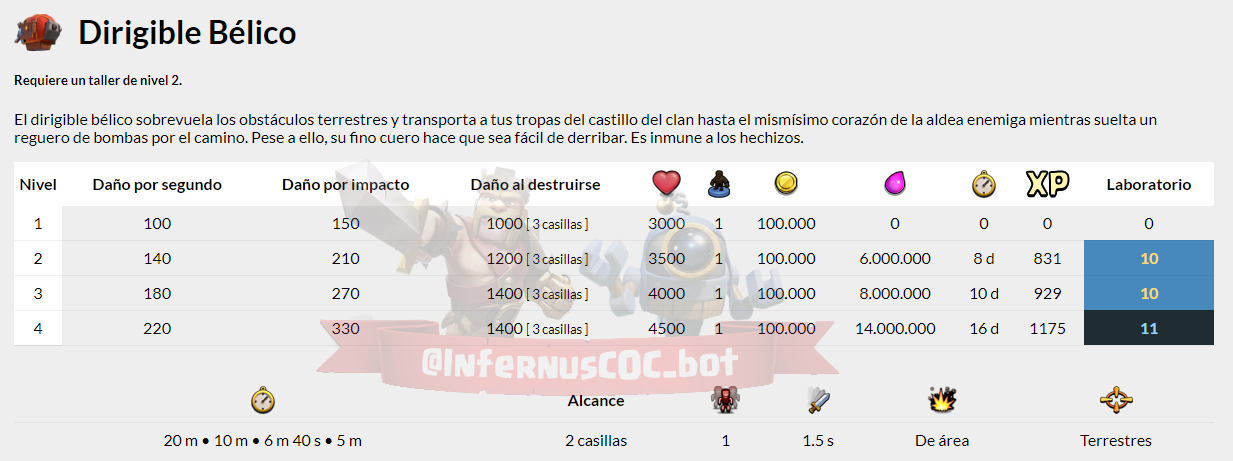 Dirigible Bélico
Requiere un taller de nivel 2.
El dirigible bélico sobrevuela los obstáculos terrestres y transporta a tus tropas del castillo del clan hasta el mismísimo corazón de la aldea enemiga mientras suelta un
reguero de bombas por el camino. Pese a ello, su fino cuero hace que sea fácil de derribar. Es inmune a los hechizos.
Nivel Daño por segundo Daño por impacto Daño al destruirse XP Laboratorio
1 100 150 1000 [ 3 casillas ] 3000 1 100.000 0 0 0 0
2 140 210 1200 [ 3 casillas ] 3500 1 100.000 6.000.000 8 d 831 10
3 180 270 1400 [ 3 casillas ] 4000 1 100.000 8.000.000 10 d 929 10
4 220 330 1400 [ 3 casillas ] 4500 1 100.000 14.000.000 16 d 1175 11
@InfernusCOC_bot
Alcance
20 m • 10 m • 6 m 40 s • 5 m 2 casillas 1 1.5 s De área Terrestres